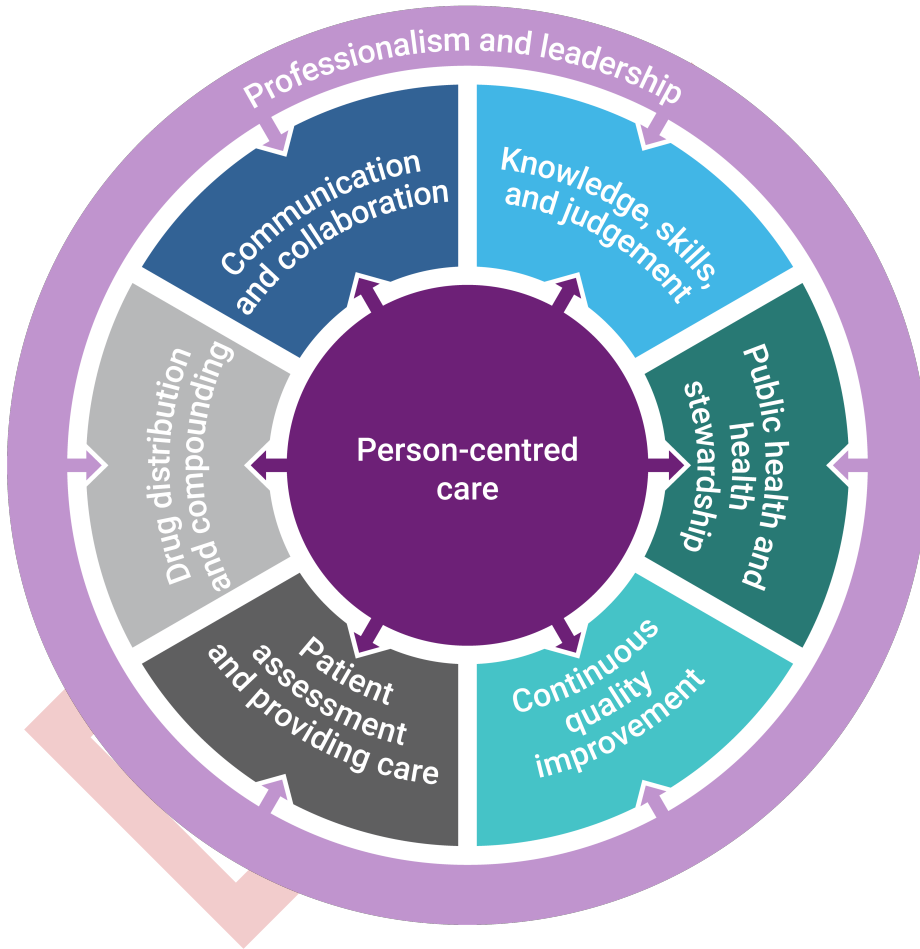 Professionalism and leadership
Communication
and collaboration
Knowledge, skills,
and judgement
Public health and
health
stewardship
Continuous
quality
improvement
Patient
assessment
and providing care
Drug distribution
and compounding
Person-centred
care